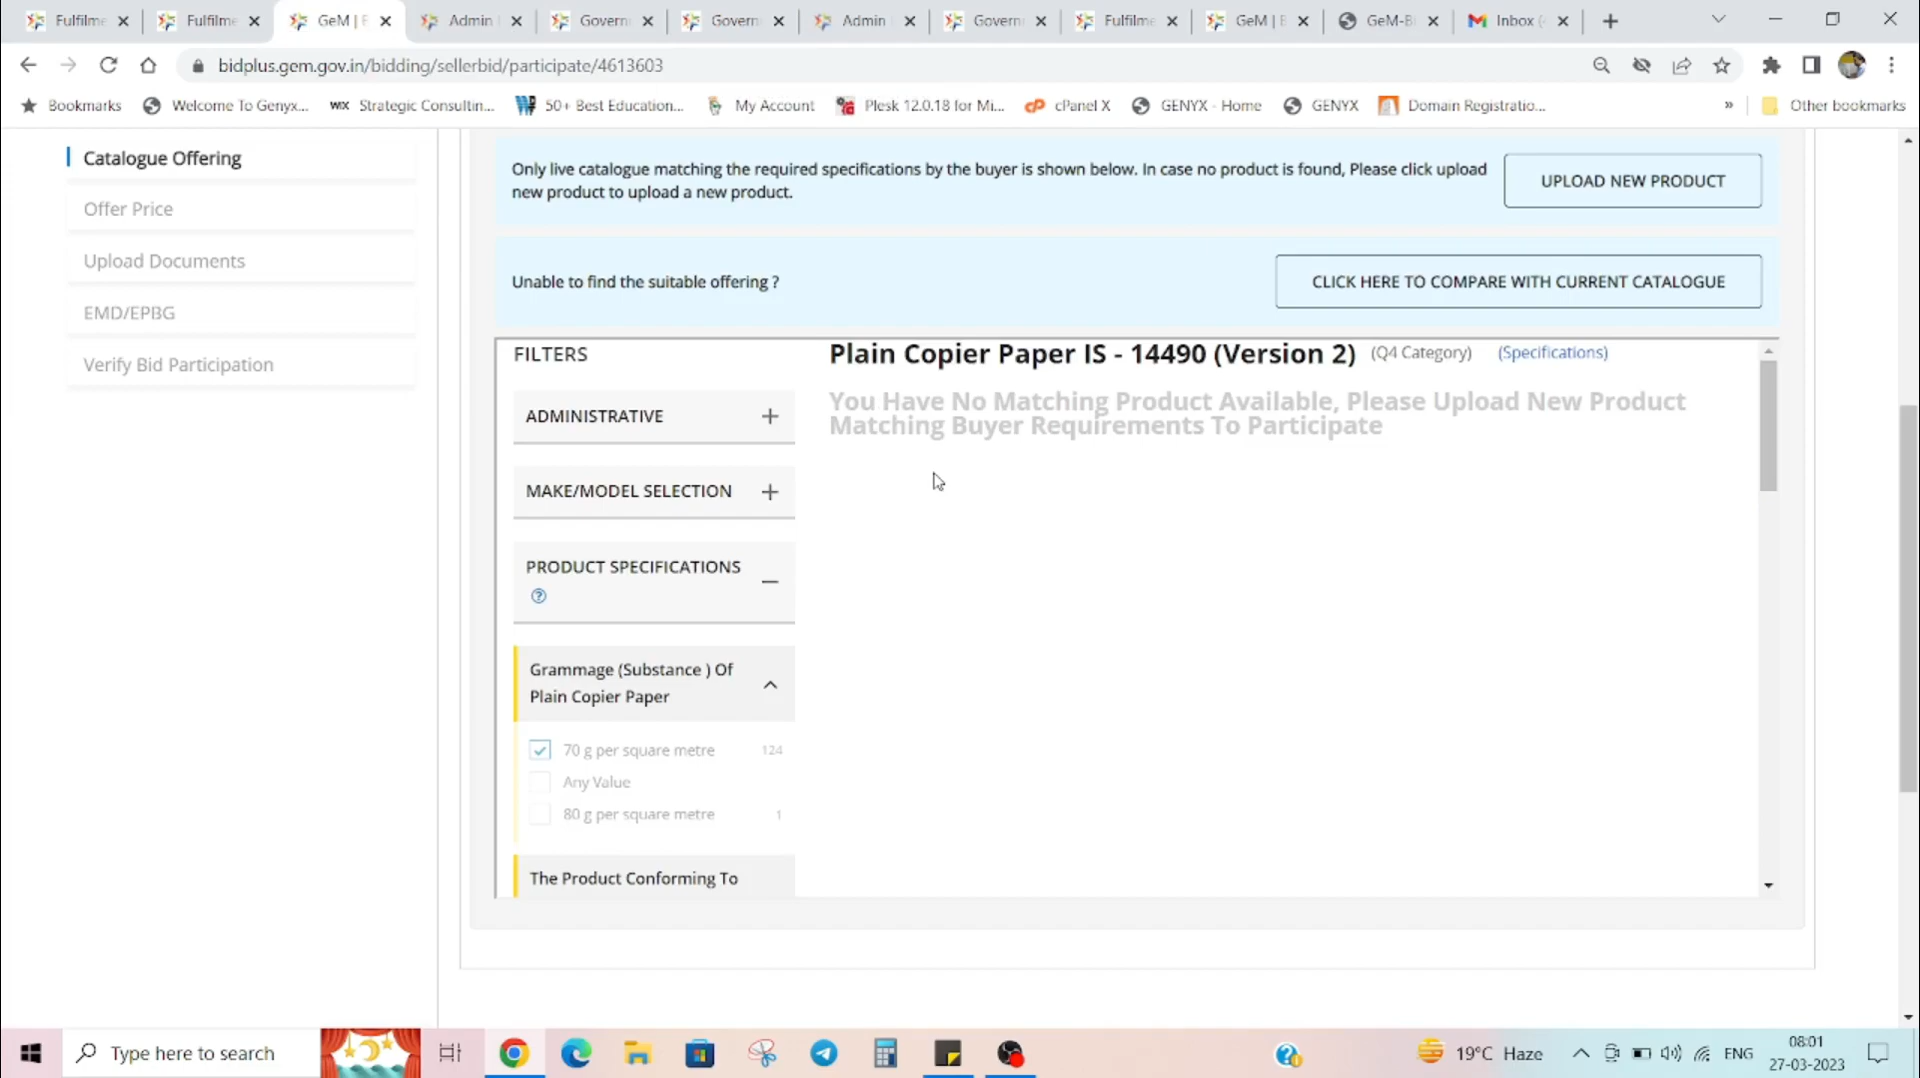 Fulfilme
Fulfilme
GeM | E
Admin
Govern
Govern
Admin
Govern
Fulfilme
GeM | E
GeM-Bi
Inbox (
bidplus.gem.gov.in/bidding/sellerbid/participate/4613603
Bookmarks
Welcome To Genyx...
WIX
Strategic Consultin...
50+ Best Education...
My Account
Plesk 12.0.18 for Mi...
cPanel X
GENYX - Home
GENYX
Domain Registratio...
»
Other bookmarks
Catalogue Offering
Offer Price
Upload Documents
EMD/EPBG
Verify Bid Participation
Only live catalogue matching the required specifications by the buyer is shown below. In case no product is found, Please click upload
new product to upload a new product.
UPLOAD NEW PRODUCT
Unable to find the suitable offering ?
CLICK HERE TO COMPARE WITH CURRENT CATALOGUE
FILTERS
ADMINISTRATIVE
MAKE/MODEL SELECTION
PRODUCT SPECIFICATIONS
Grammage (Substance ) Of
Plain Copier Paper
70 g per square metre 124
Any Value
80 g per square metre 1
The Product Conforming To
Plain Copier Paper IS - 14490 (Version 2) (Q4 Category) (Specifications)
You Have No Matching Product Available, Please Upload New Product
Matching Buyer Requirements To Participate
Type here to search
19°C Haze
ENG
08:01
27-03-2023